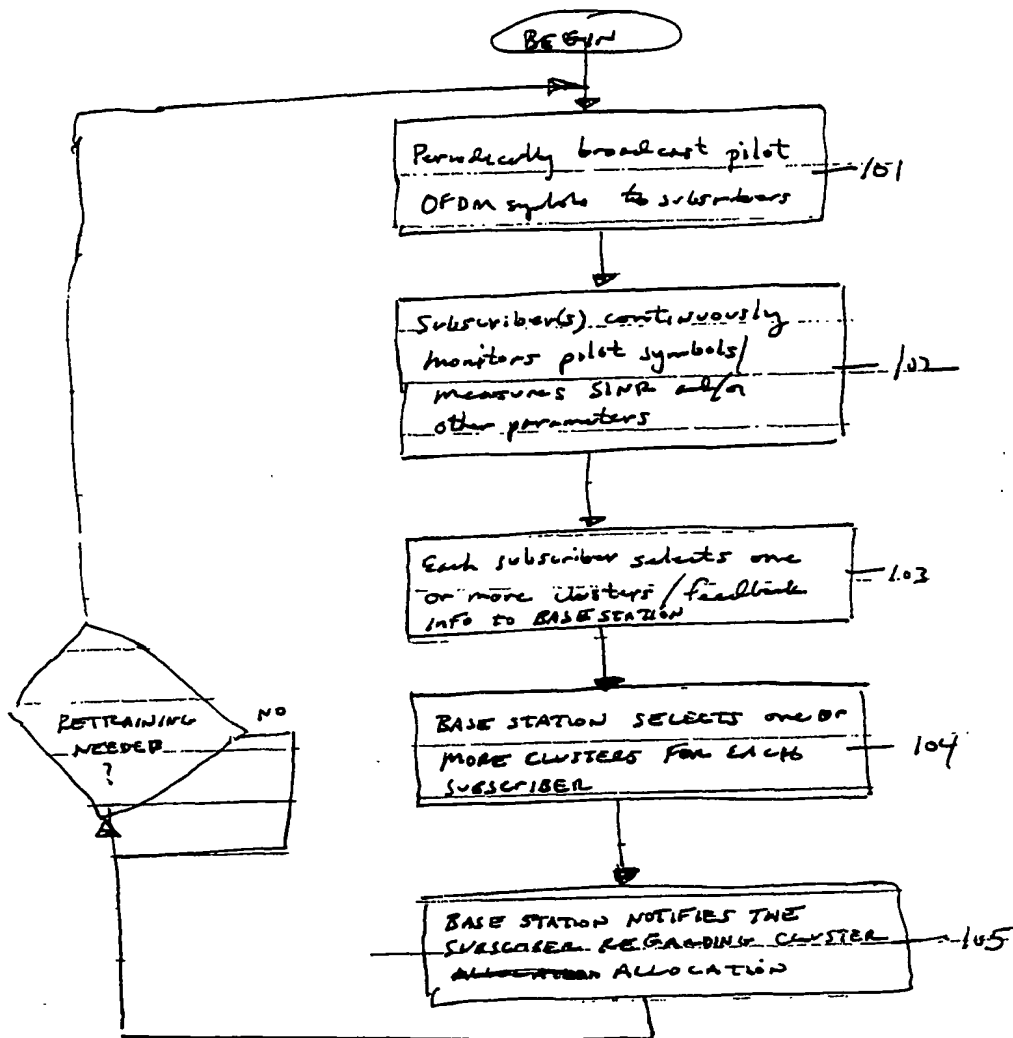 BEGIN
Periodically broadcast pilot
OFDM symbols to subscribers
101
Subscriber(s) continuously
monitors pilot symbols/
measures SINR and/or
other parameters
102
Each subscriber selects one
or more clusters/feedback
info to BASE STATION
103
BASE STATION SELECTS one or
MORE CLUSTERS FOR EACH
SUBSCRIBER
104
BASE STATION NOTIFIES THE
SUBSCRIBER REGARDING CLUSTER
ALLOCATION
105
RETRAINING
NEEDED
?
NO